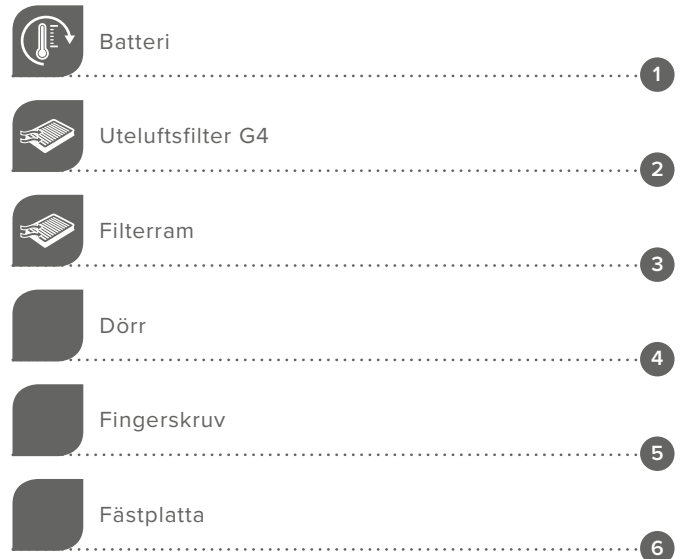 Batteri
1
Uteluftsfilter G4
2
Filterram
3
Dörr
4
Fingerskruv
5
Fästplatta
6